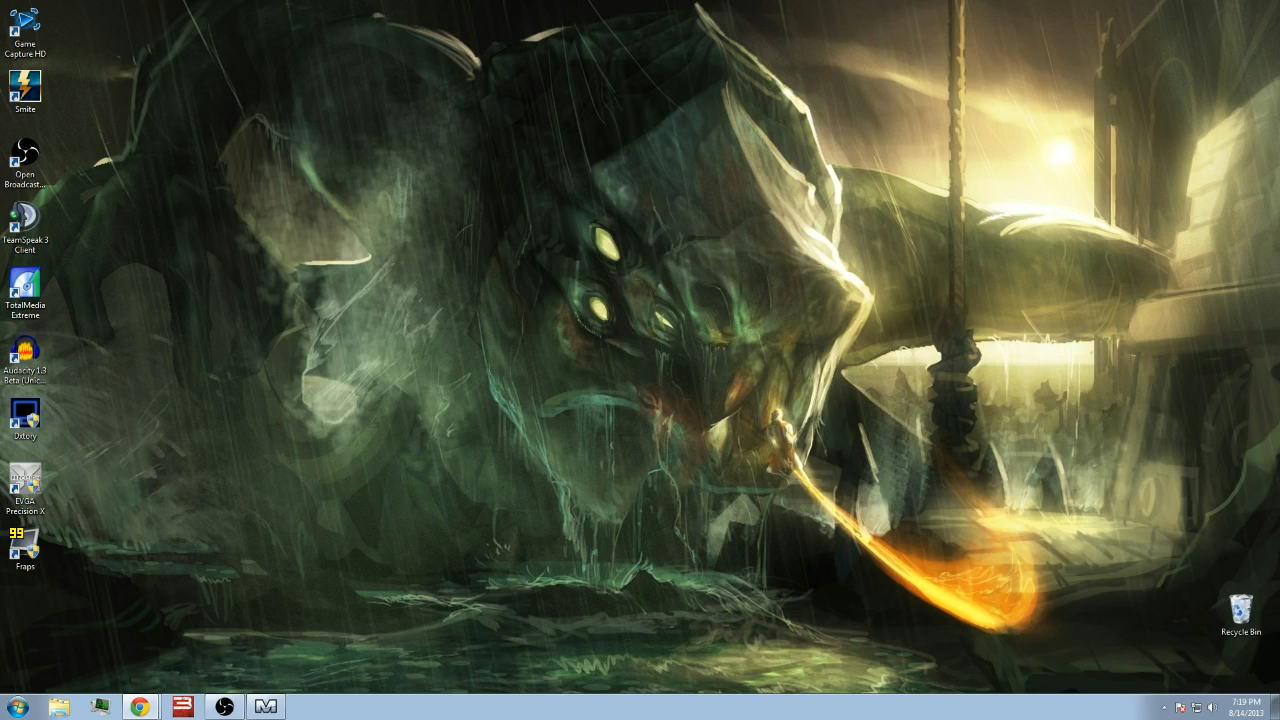 Game
Capture HD
Smite
Open
Broadcast...
TeamSpeak 3
Client
TotalMedia
Extreme
Audacity 1.3
Beta (Unic...
Dxtory
EVGA
Precision X
99
Fraps
Recycle Bin
7:19 PM
8/14/2013